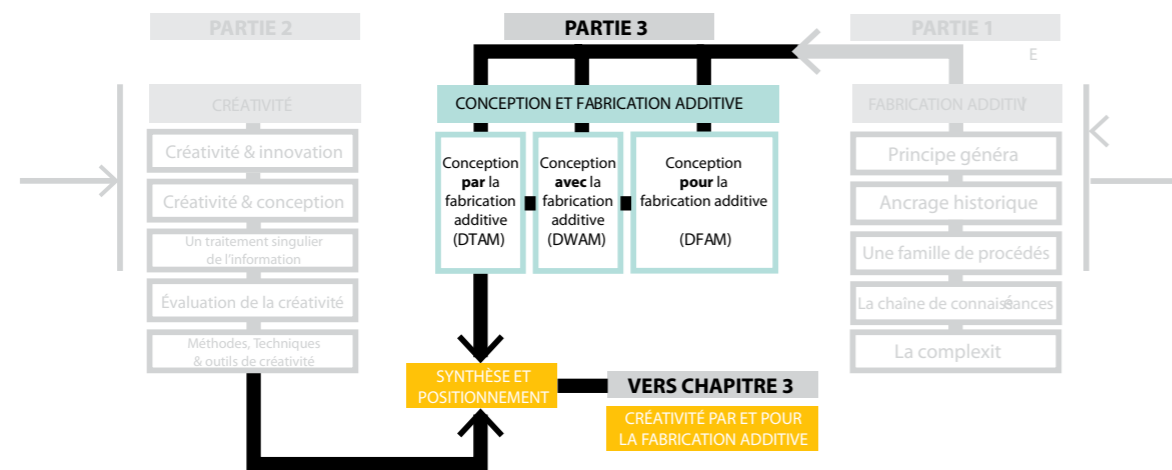 PARTIE 2
CRÉATIVITÉ
Créativité & innovation
Créativité & conception
Un traitement singulier
de l'information
Évaluation de la créativité
Méthodes, Techniques
& outils de créativité
PARTIE 3
CONCEPTION ET FABRICATION ADDITIVE
Conception
par la
fabrication
additive
(DTAM)
Conception
avec la
fabrication
additive
(DWAM)
Conception
pour la
fabrication additive
(DFAM)
SYNTHÈSE ET
POSITIONNEMENT
VERS CHAPITRE 3
CRÉATIVITÉ PAR ET POUR
LA FABRICATION ADDITIVE
PARTIE 1
E
FABRICATION ADDITIV
Principe généra
Ancrage historique
Une famille de procédés
La chaîne de connaissances
La complexit